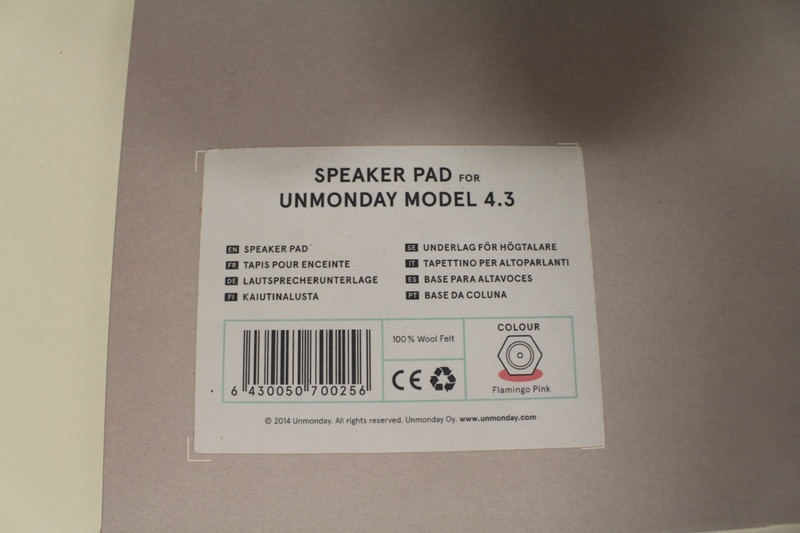 SPEAKER PAD FOR
UNMONDAY MODEL 4.3
EN SPEAKER PAD
FR TAPIS POUR ENCEINTE
DE LAUTSPRECHERUNTERLAGE
FI KAIUTINALUSTA
SE UNDERLAG FÖR HÖGTALARE
IT TAPETTINO PER ALTOPARLANTI
ES BASE PARA ALTAVOCES
PT BASE DA COLUNA
6 430050 700256
100% Wool Felt
CE
COLOUR
Flamingo Pink
© 2014 Unmonday. All rights reserved. Unmonday Oy. www.unmonday.com